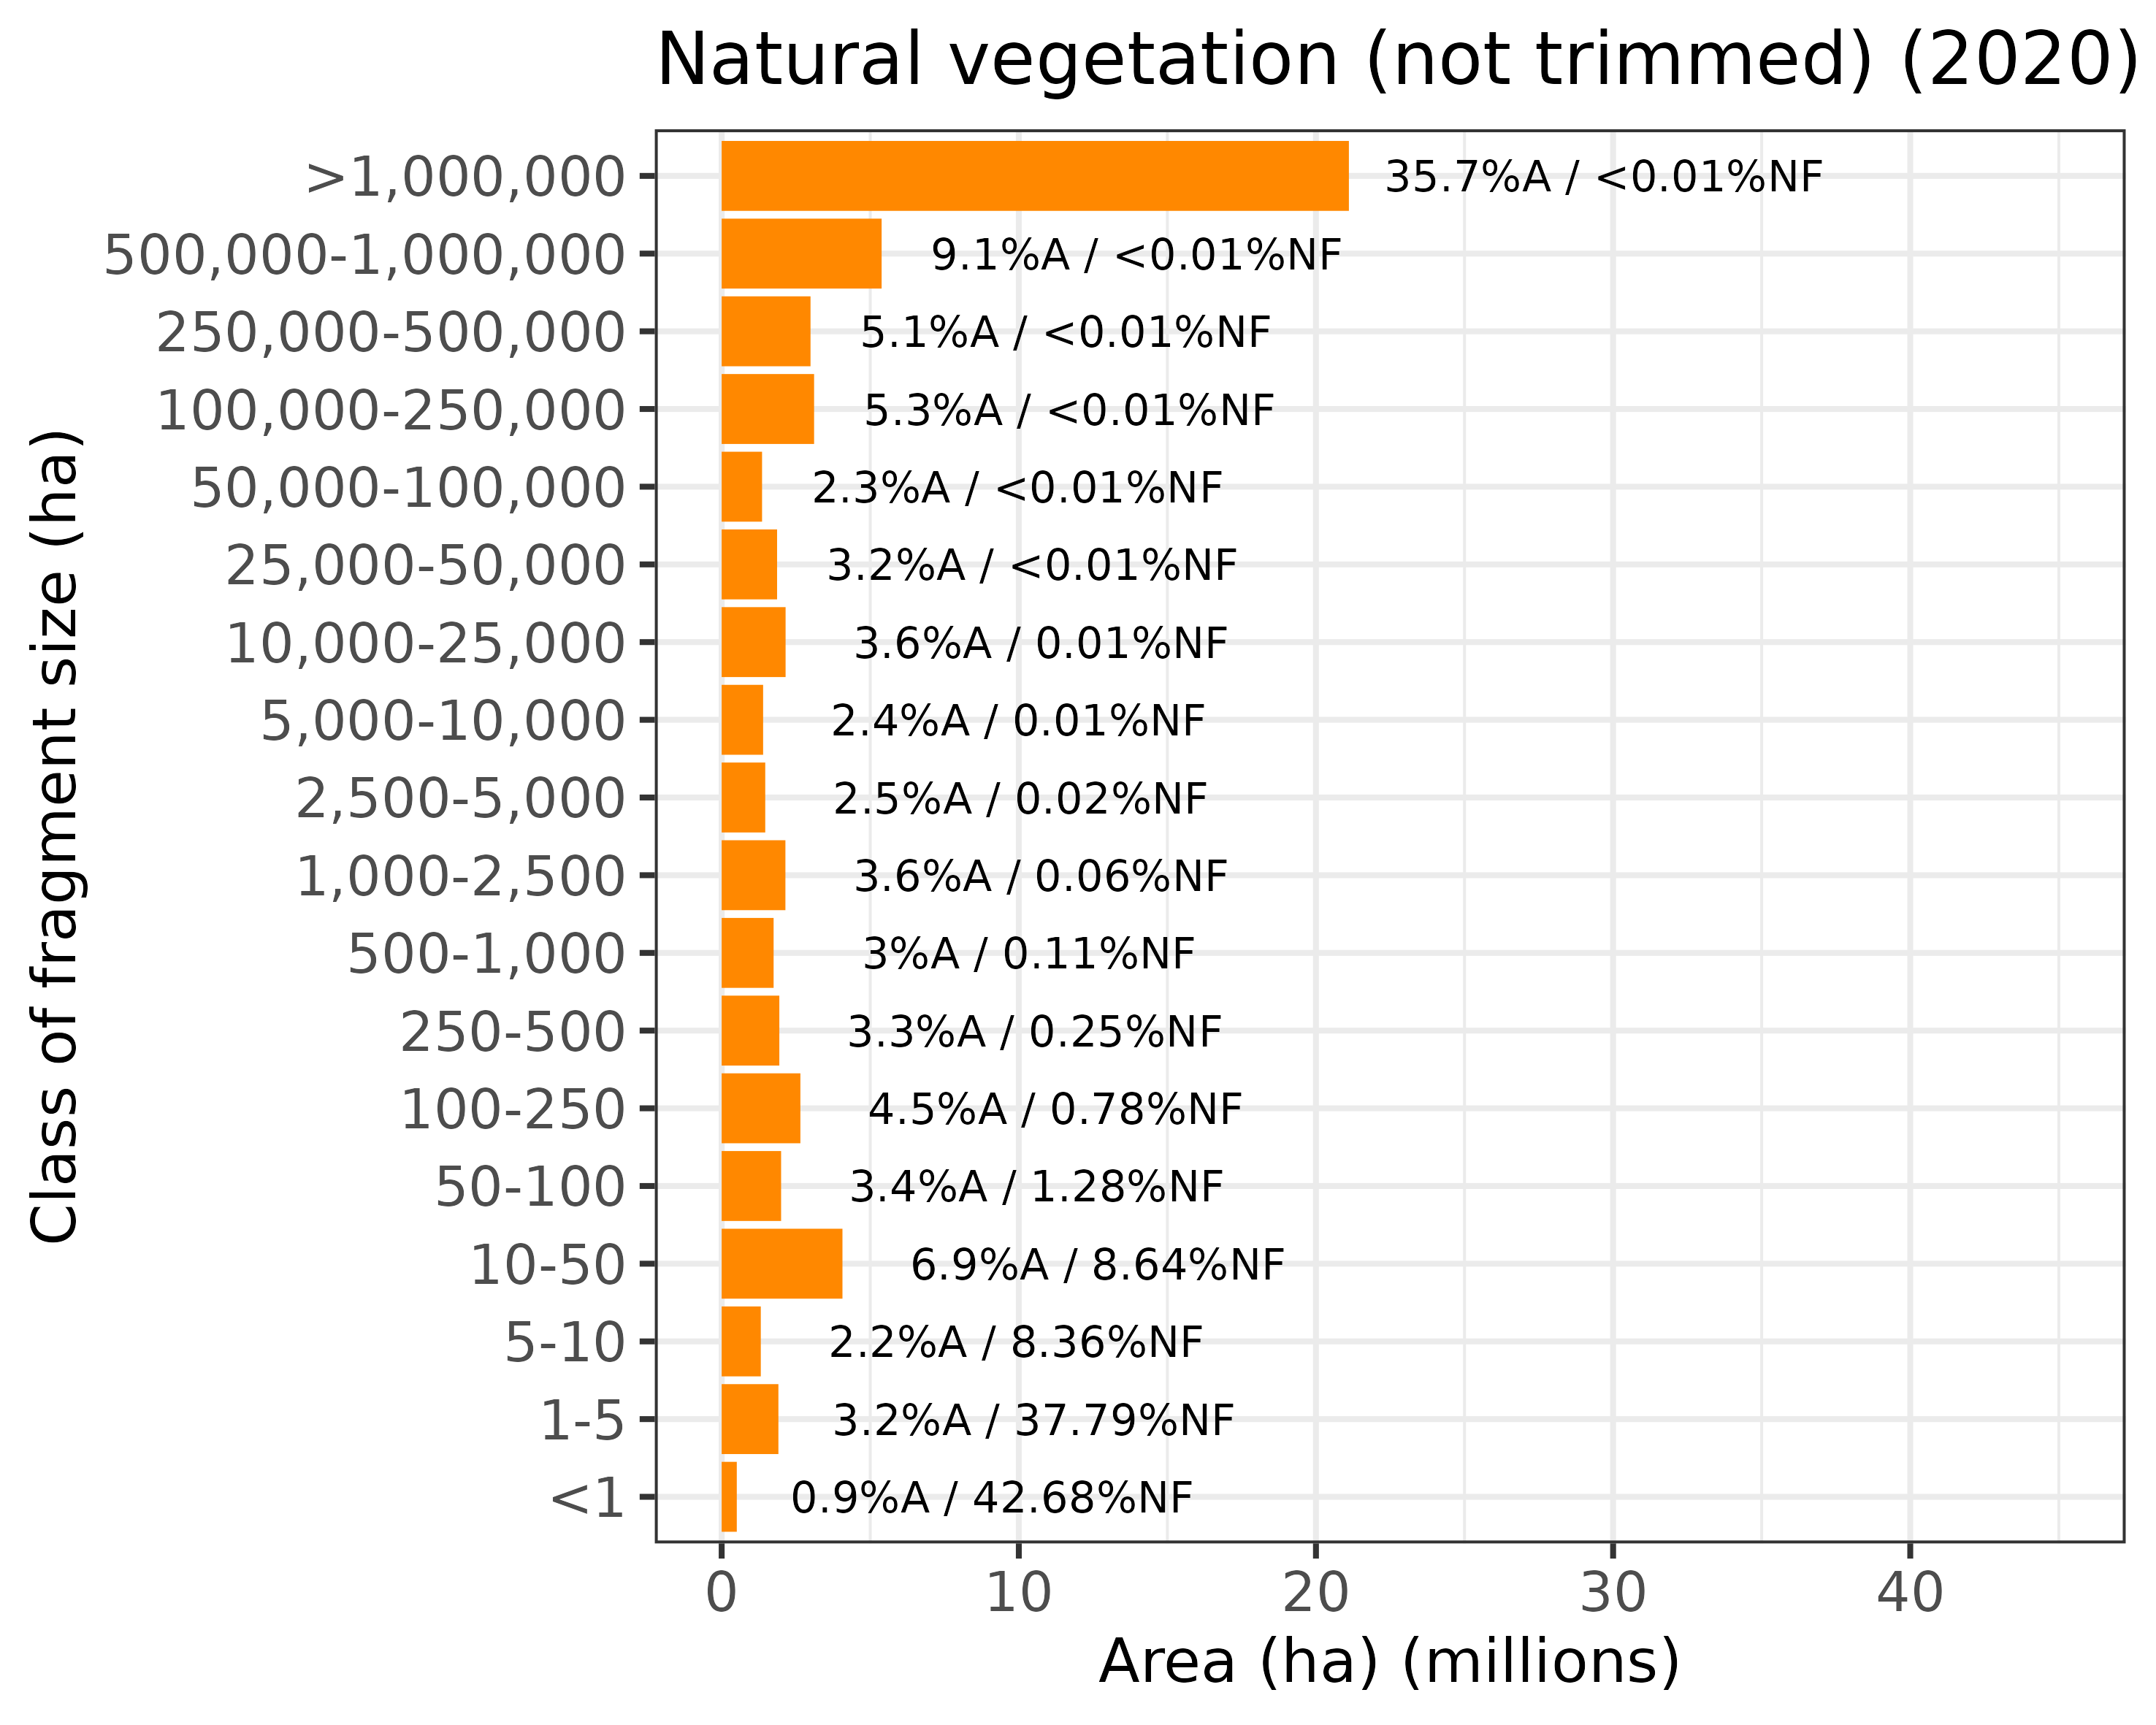 Natural vegetation (not trimmed) (2020)
Class of fragment size (ha)
>1,000,000 35.7%A / <0.01%NF
500,000-1,000,000 9.1%A / <0.01%NF
250,000-500,000 5.1%A / <0.01%NF
100,000-250,000 5.3%A / <0.01%NF
50,000-100,000 2.3%A / <0.01%NF
25,000-50,000 3.2%A / <0.01%NF
10,000-25,000 3.6%A / 0.01%NF
5,000-10,000 2.4%A / 0.01%NF
2,500-5,000 2.5%A / 0.02%NF
1,000-2,500 3.6%A / 0.06%NF
500-1,000 3%A / 0.11%NF
250-500 3.3%A / 0.25%NF
100-250 4.5%A / 0.78%NF
50-100 3.4%A / 1.28%NF
10-50 6.9%A / 8.64%NF
5-10 2.2%A / 8.36%NF
1-5 3.2%A / 37.79%NF
<1 0.9%A / 42.68%NF
0 10 20 30 40
Area (ha) (millions)